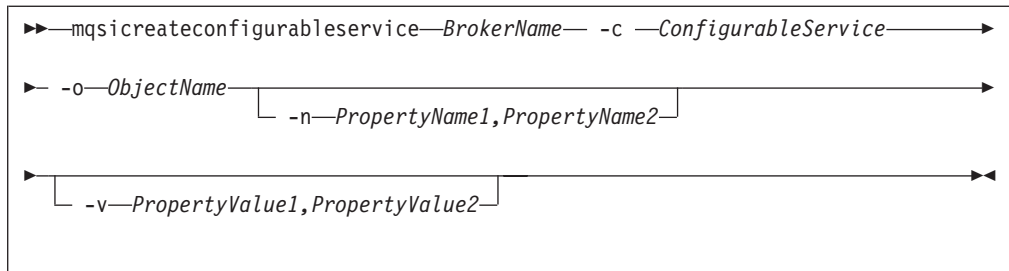 mqsicreateconfigurableservice BrokerName -c ConfigurableService
-o ObjectName
-n PropertyName1,PropertyName2
-v PropertyValue1,PropertyValue2